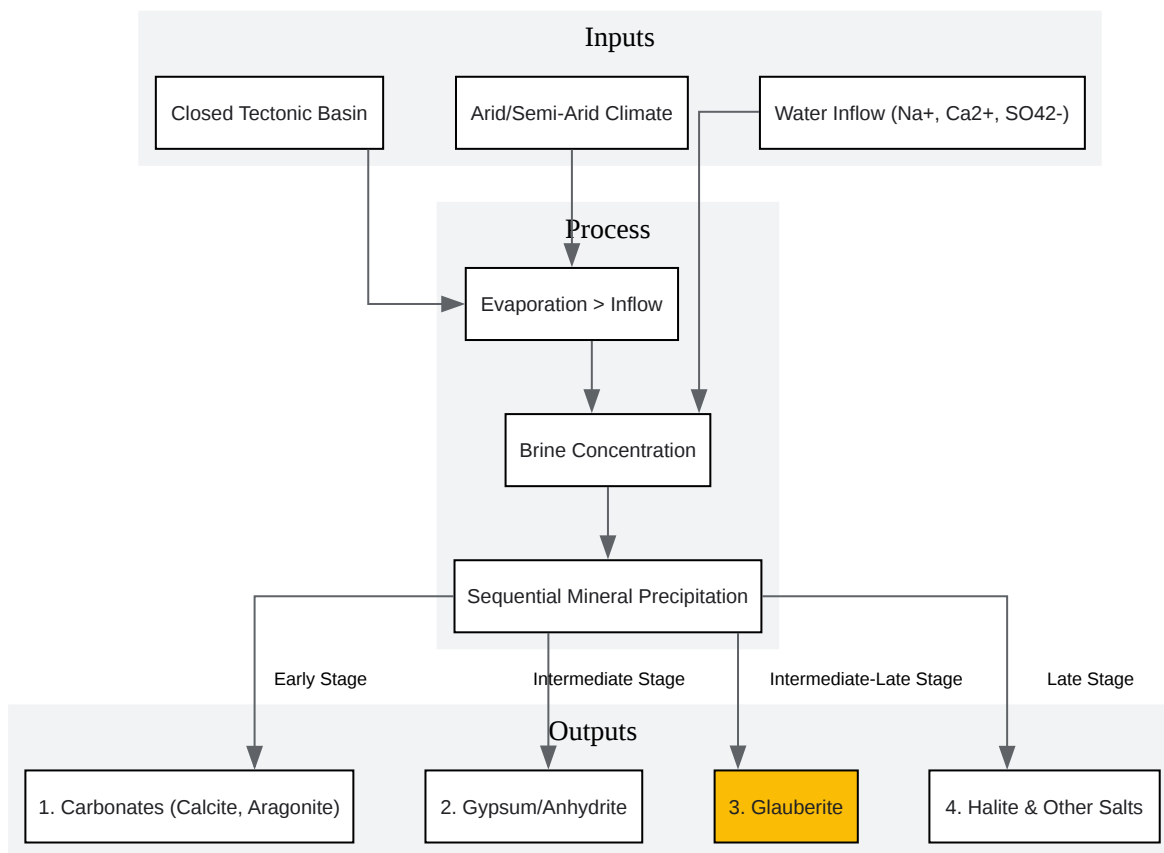 Inputs
Closed Tectonic Basin
Arid/Semi-Arid Climate
Water Inflow (Na+, Ca2+, SO42-)
Process
Evaporation > Inflow
Brine Concentration
Sequential Mineral Precipitation
Early Stage
Intermediate Stage
Intermediate-Late Stage
Late Stage
Outputs
1. Carbonates (Calcite, Aragonite)
2. Gypsum/Anhydrite
3. Glauberite
4. Halite & Other Salts